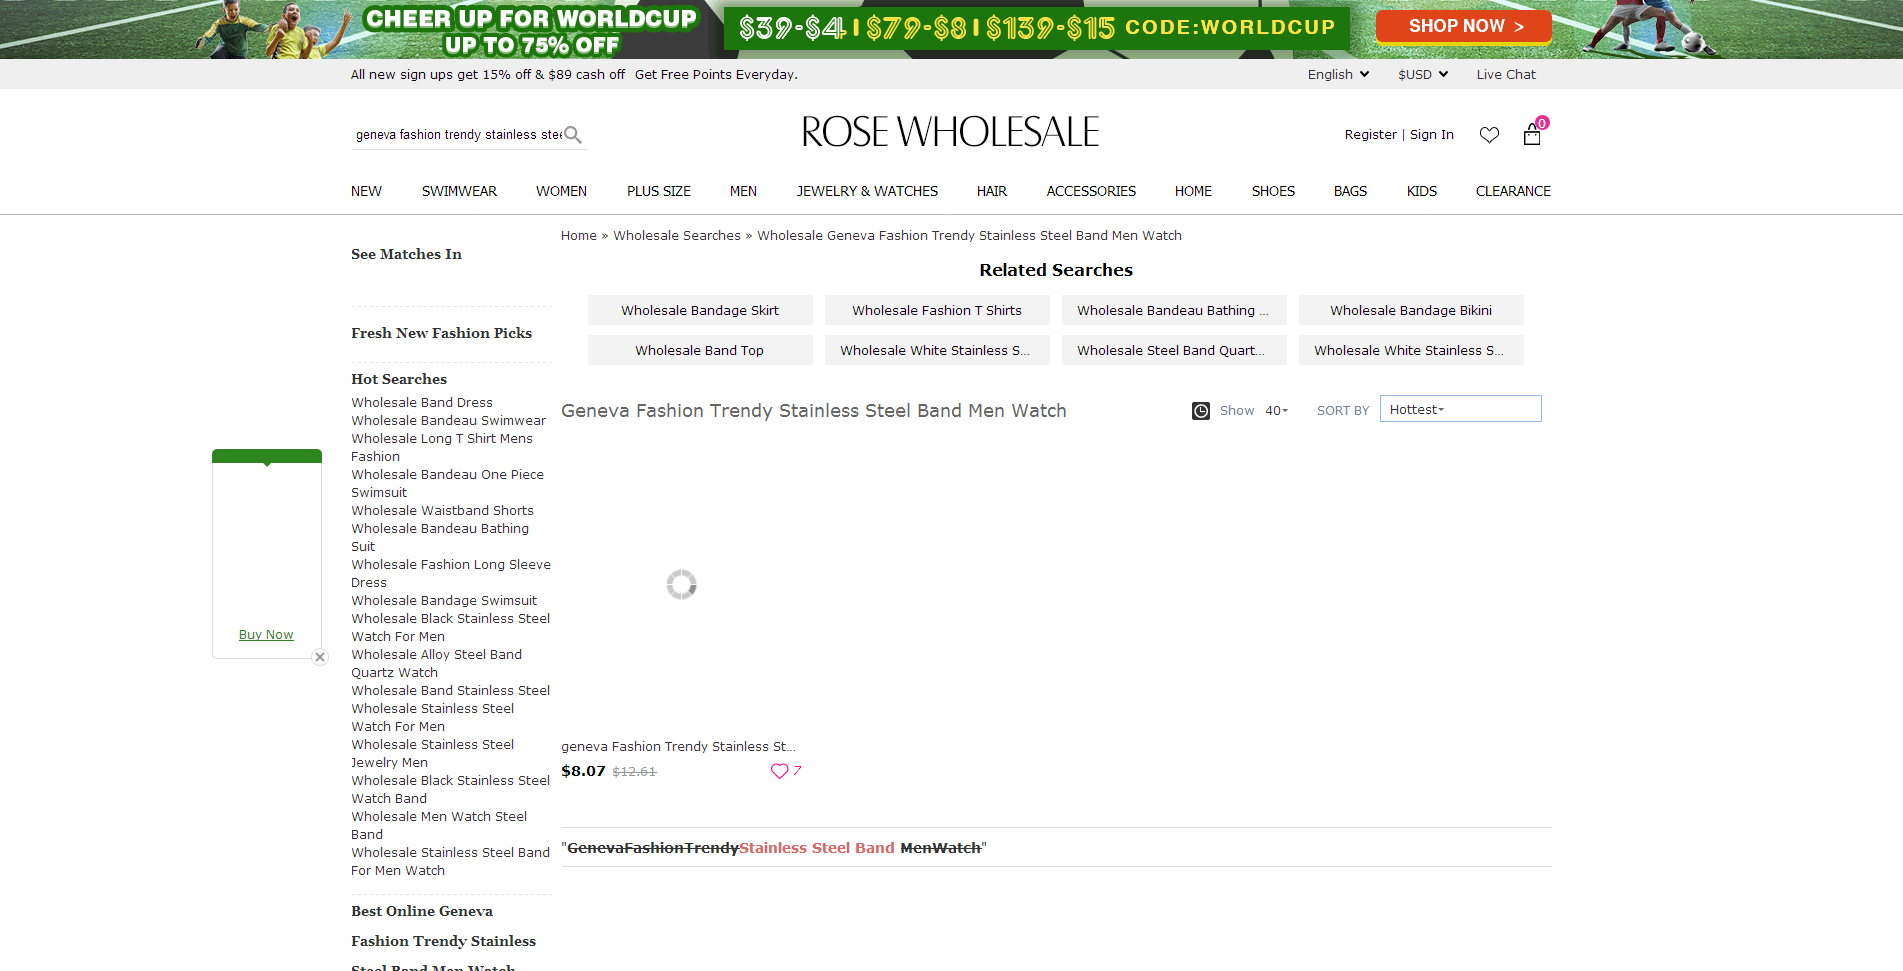 CHEER UP FOR WORLDCUP
UP TO 75% OFF
$39-$4 | $79-$8 | $139-$15 CODE:WORLDCUP
SHOP NOW >
All new sign ups get 15% off & $89 cash off Get Free Points Everyday.
English $USD Live Chat
geneva fashion trendy stainless stee
ROSE WHOLESALE
Register | Sign In
0
NEW SWIMWEAR WOMEN PLUS SIZE MEN JEWELRY & WATCHES HAIR ACCESSORIES HOME SHOES BAGS KIDS CLEARANCE
See Matches In
Fresh New Fashion Picks
Hot Searches
Wholesale Band Dress
Wholesale Bandeau Swimwear
Wholesale Long T Shirt Mens
Fashion
Wholesale Bandeau One Piece
Swimsuit
Wholesale Waistband Shorts
Wholesale Bandeau Bathing
Suit
Wholesale Fashion Long Sleeve
Dress
Wholesale Bandage Swimsuit
Wholesale Black Stainless Steel
Watch For Men
Wholesale Alloy Steel Band
Quartz Watch
Wholesale Band Stainless Steel
Wholesale Stainless Steel
Watch For Men
Wholesale Stainless Steel
Jewelry Men
Wholesale Black Stainless Steel
Watch Band
Wholesale Men Watch Steel
Band
Wholesale Stainless Steel Band
For Men Watch
Best Online Geneva
Fashion Trendy Stainless
Steel Band Men Watch
Buy Now
Home » Wholesale Searches » Wholesale Geneva Fashion Trendy Stainless Steel Band Men Watch
Related Searches
Wholesale Bandage Skirt Wholesale Fashion T Shirts Wholesale Bandeau Bathing ... Wholesale Bandage Bikini
Wholesale Band Top Wholesale White Stainless S... Wholesale Steel Band Quart... Wholesale White Stainless S...
Geneva Fashion Trendy Stainless Steel Band Men Watch
Show 40 SORT BY Hottest
geneva Fashion Trendy Stainless St...
$8.07 $12.61 7
"GenevaFashionTrendyStainless Steel Band MenWatch"